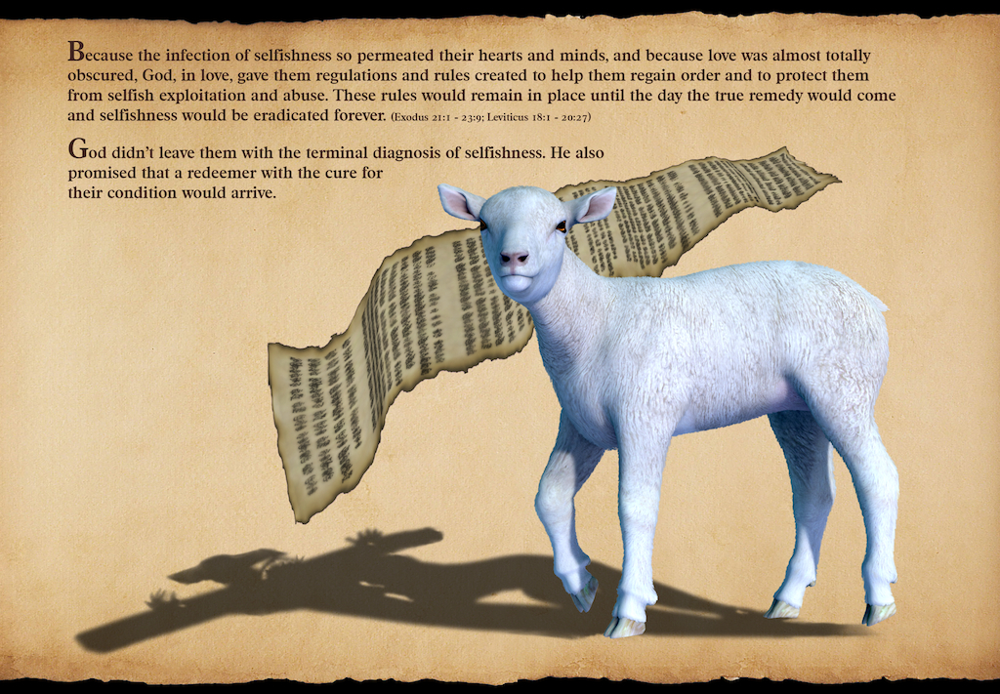 Because the infection of selfishness so permeated their hearts and minds, and because love was almost totally
obscured, God, in love, gave them regulations and rules created to help them regain order and to protect them
from selfish exploitation and abuse. These rules would remain in place until the day the true remedy would come
and selfishness would be eradicated forever. (Exodus 21:1 - 23:9; Leviticus 18:1 - 20:27)
God didn't leave them with the terminal diagnosis of selfishness. He also
promised that a redeemer with the cure for
their condition would arrive.